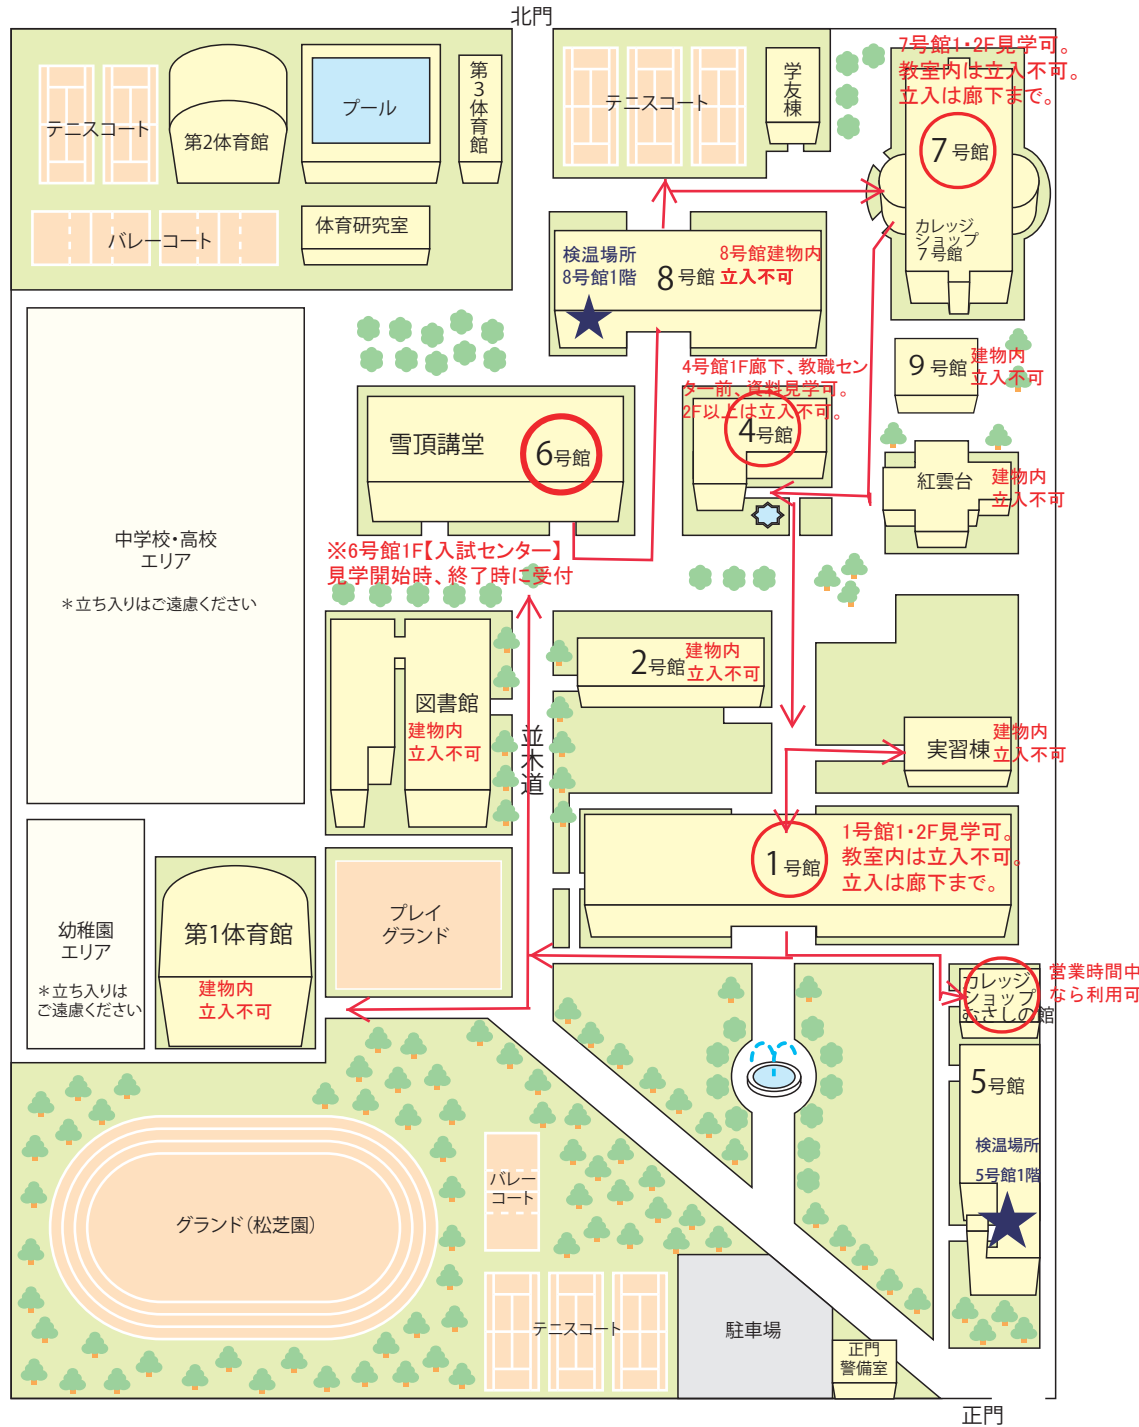 北門
テニスコート
第2体育館
プール
第3体育館
テニスコート
学友棟
7号館1・2F見学可。
教室内は立入不可。
立入は廊下まで。
7号館
カレッジ
ショップ
7号館
バレーコート
体育研究室
検温場所
8号館1階
8号館
8号館建物内
立入不可
9号館
建物内
立入不可
4号館1F廊下、教職セン
ター前、資料見学可。
2F以上は立入不可。
4号館
雪頂講堂
6号館
紅雲台
建物内
立入不可
中学校・高校
エリア
＊立ち入りはご遠慮ください
※6号館1F【入試センター】
見学開始時、終了時に受付
2号館
建物内
立入不可
図書館
建物内
立入不可
並木道
実習棟
建物内
立入不可
1号館
1号館1・2F見学可。
教室内は立入不可。
立入は廊下まで。
幼稚園
エリア
＊立ち入りは
ご遠慮ください
第1体育館
建物内
立入不可
プレイ
グランド
カレッジ
ショップ
むさしの館
営業時間中
なら利用可
5号館
検温場所
5号館1階
バレー
コート
グランド（松芝園）
テニスコート
駐車場
正門
警備室
正門